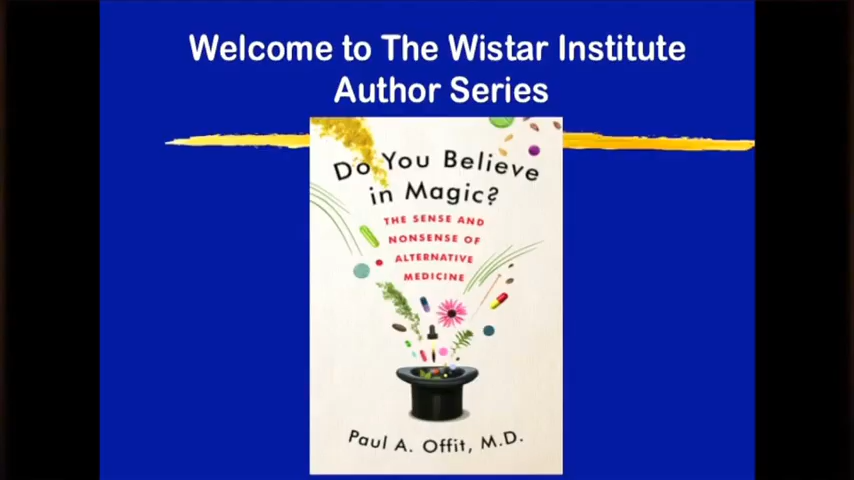 Welcome to The Wistar Institute
Author Series
Do You Believe
in Magic?
THE SENSE AND
NONSENSE OF
ALTERNATIVE
MEDICINE
Paul A. Offit, M.D.